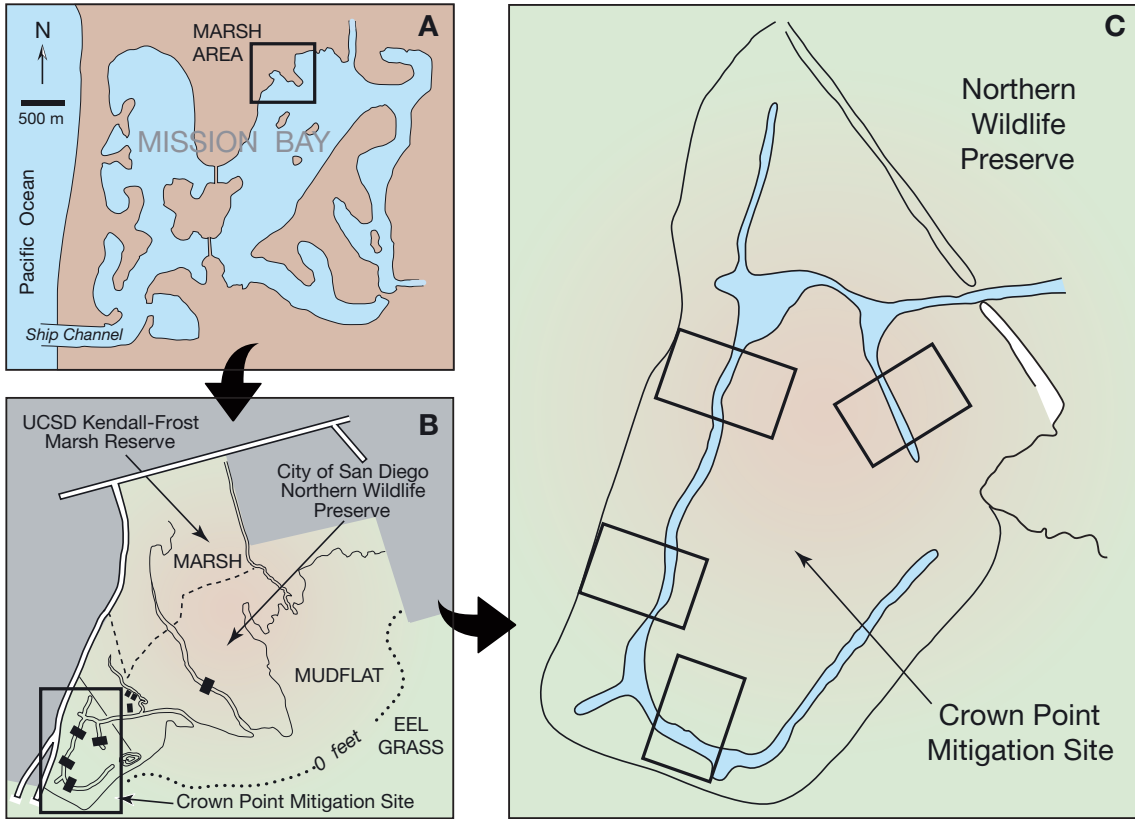 A
N
MARSH
AREA
500 m
MISSION BAY
Pacific Ocean
Ship Channel
B
UCSD Kendall-Frost
Marsh Reserve
City of San Diego
Northern Wildlife
Preserve
MARSH
MUDFLAT
EEL
GRASS
0 feet
Crown Point Mitigation Site
C
Northern
Wildlife
Preserve
Crown Point
Mitigation Site